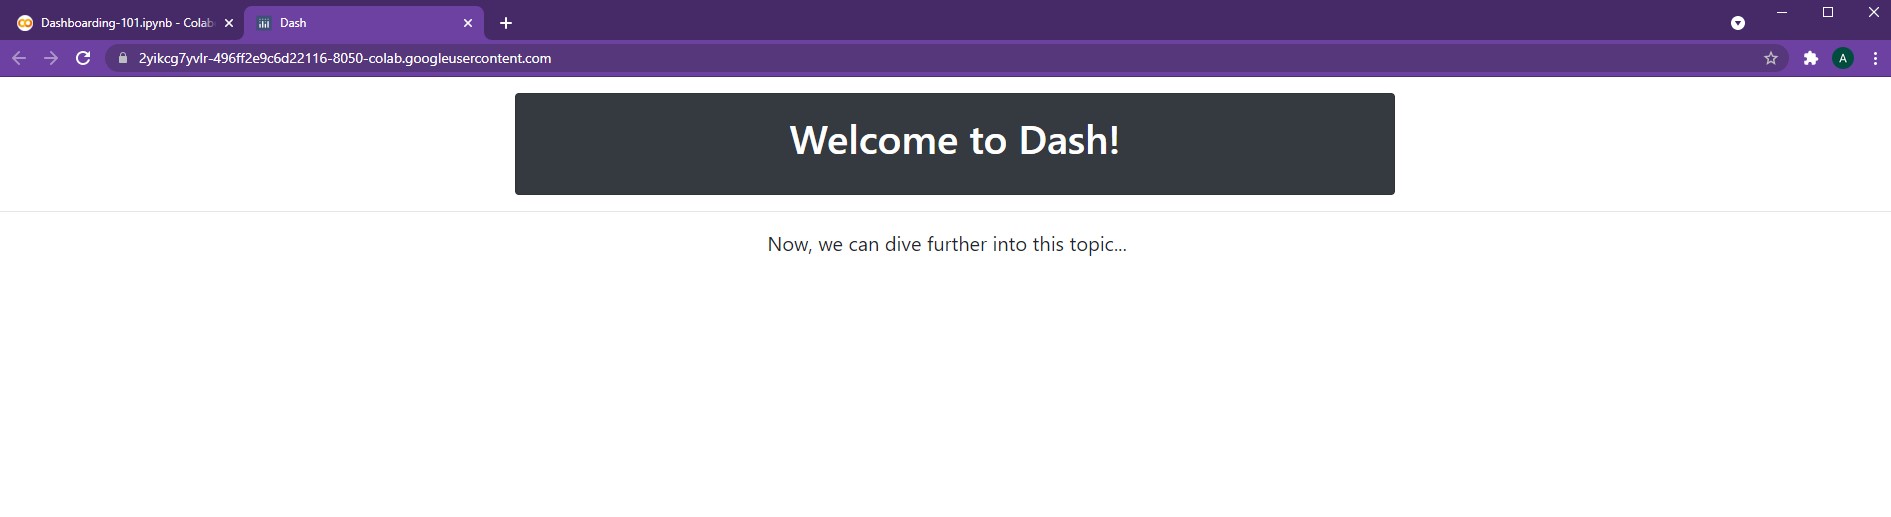 Dashboarding-101.ipynb - Colab
Dash
2yikcg7yvlr-496ff2e9c6d22116-8050-colab.googleusercontent.com
A
Welcome to Dash!
Now, we can dive further into this topic...